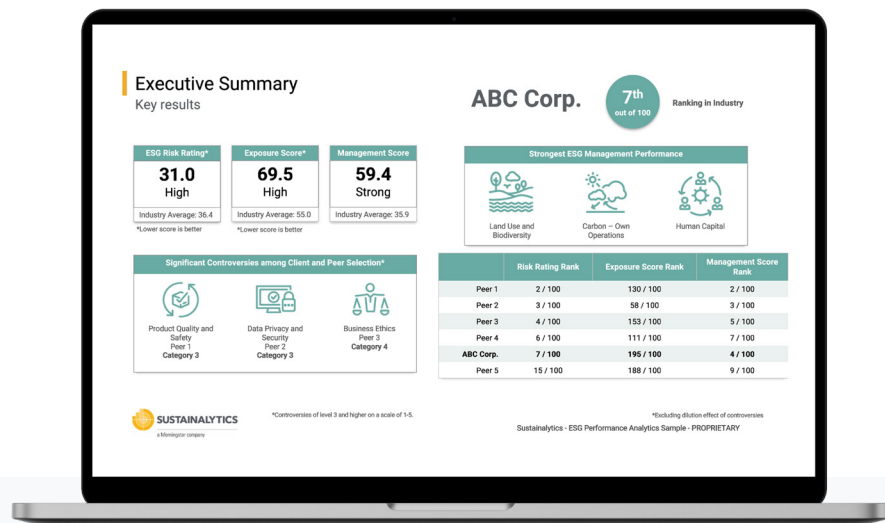 Executive Summary
Key results
ABC Corp.
7th
out of 100
Ranking in Industry
ESG Risk Rating*
31.0
High
Industry Average: 36.4
*Lower score is better
Exposure Score*
69.5
High
Industry Average: 55.0
*Lower score is better
Management Score
59.4
Strong
Industry Average: 35.9
Strongest ESG Management Performance
Land Use and
Biodiversity
Carbon – Own
Operations
Human Capital
Significant Controversies among Client and Peer Selection*
Product Quality and
Safety
Peer 1
Category 3
Data Privacy and
Security
Peer 2
Category 3
Business Ethics
Peer 3
Category 4
Risk Rating Rank Exposure Score Rank Management Score
Rank
Peer 1 2 / 100 130 / 100 2 / 100
Peer 2 3 / 100 58 / 100 3 / 100
Peer 3 4 / 100 153 / 100 5 / 100
Peer 4 6 / 100 111 / 100 7 / 100
ABC Corp. 7 / 100 195 / 100 4 / 100
Peer 5 15 / 100 188 / 100 9 / 100
SUSTAINALYTICS
a Morningstar company
*Controversies of level 3 and higher on a scale of 1-5.
*Excluding dilution effect of controversies
Sustainalytics - ESG Performance Analytics Sample - PROPRIETARY